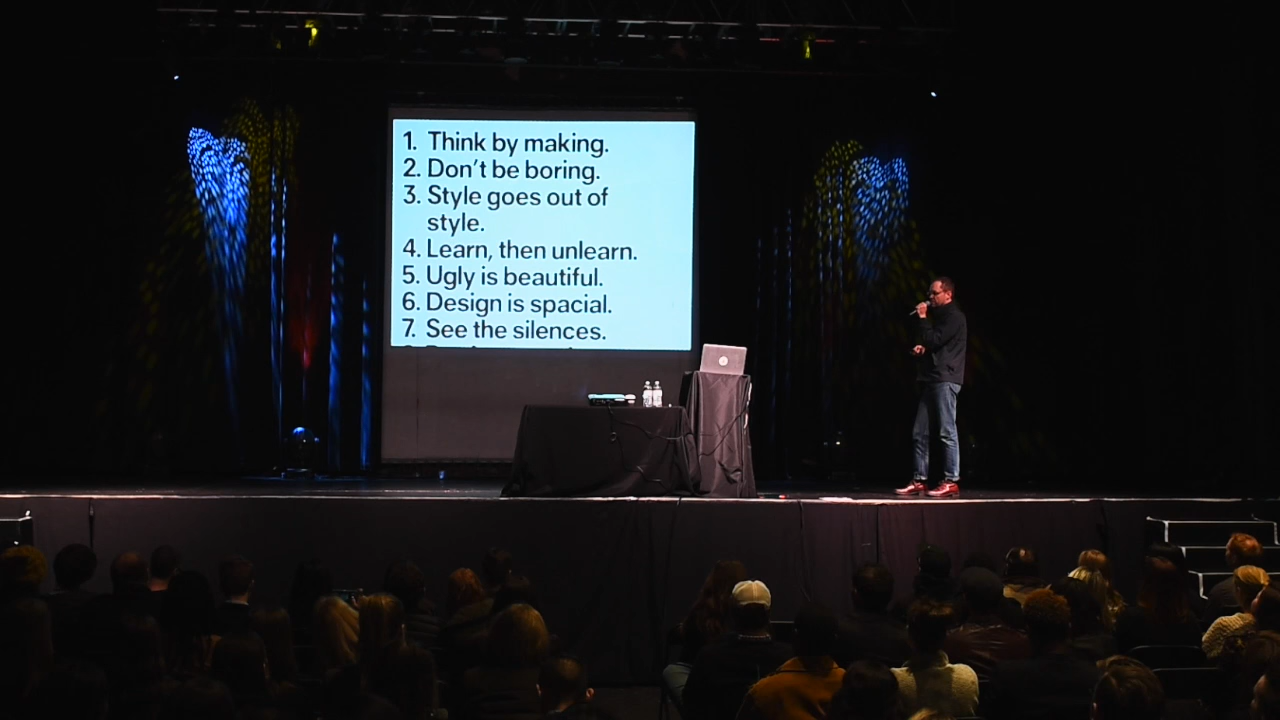 1. Think by making.
2. Don't be boring.
3. Style goes out of
style.
4. Learn, then unlearn.
5. Ugly is beautiful.
6. Design is spacial.
7. See the silences.